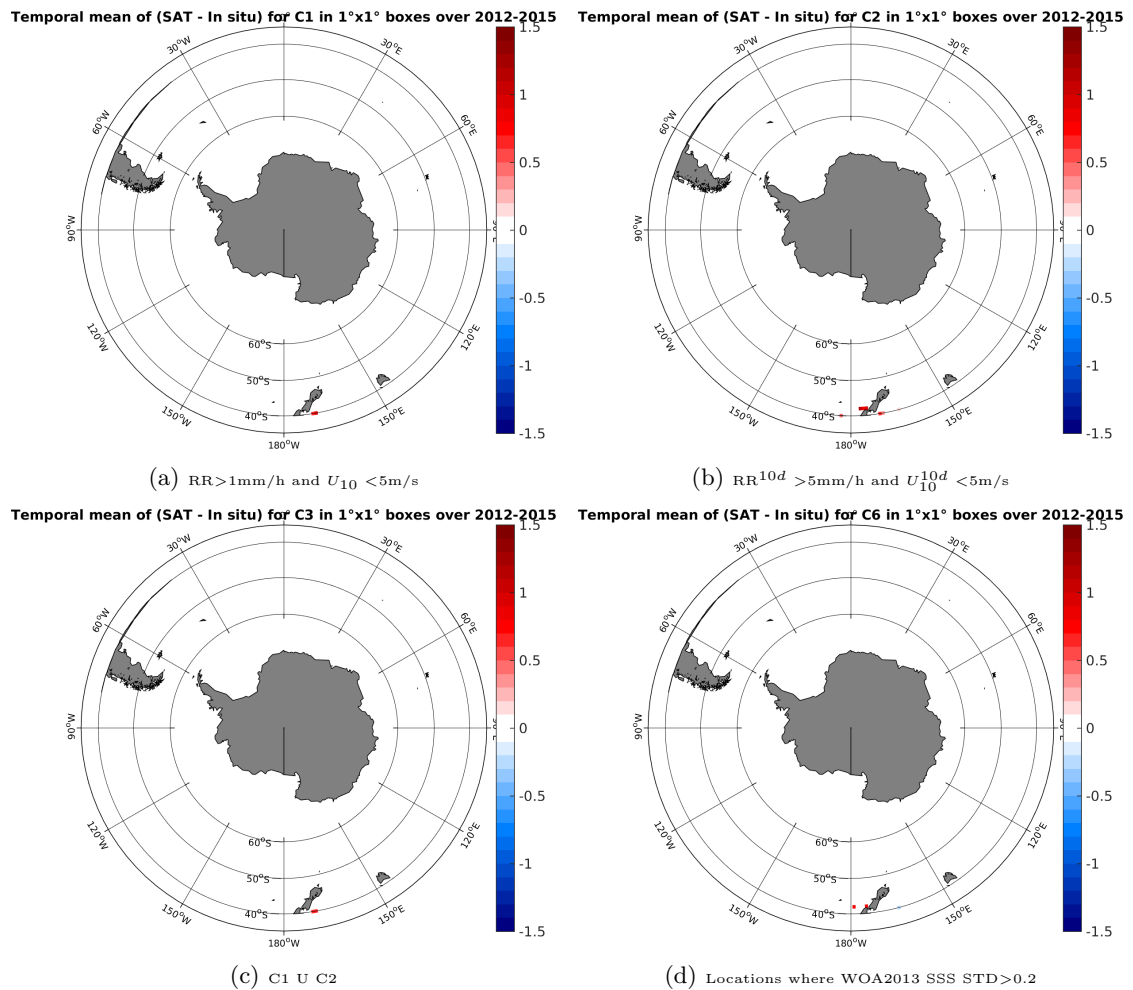 Temporal mean of (SAT - In situ) for C1 in 1°x1° boxes over 2012-2015
30°W
30°E
60°W
60°E
90°W
120°W
120°E
150°W
150°E
180°W
60°S
50°S
40°S
1.5
1
0.5
0
-0.5
-1
-1.5
(a) RR>1mm/h and U10 <5m/s
Temporal mean of (SAT - In situ) for C2 in 1°x1° boxes over 2012-2015
30°W
30°E
60°W
60°E
90°W
120°W
120°E
150°W
150°E
180°W
60°S
50°S
40°S
1.5
1
0.5
0
-0.5
-1
-1.5
(b) RR^10d >5mm/h and U10^10d <5m/s
Temporal mean of (SAT - In situ) for C3 in 1°x1° boxes over 2012-2015
30°W
30°E
60°W
60°E
90°W
120°W
120°E
150°W
150°E
180°W
60°S
50°S
40°S
1.5
1
0.5
0
-0.5
-1
-1.5
(c) C1 U C2
Temporal mean of (SAT - In situ) for C6 in 1°x1° boxes over 2012-2015
30°W
30°E
60°W
60°E
90°W
120°W
120°E
150°W
150°E
180°W
60°S
50°S
40°S
1.5
1
0.5
0
-0.5
-1
-1.5
(d) Locations where WOA2013 SSS STD>0.2